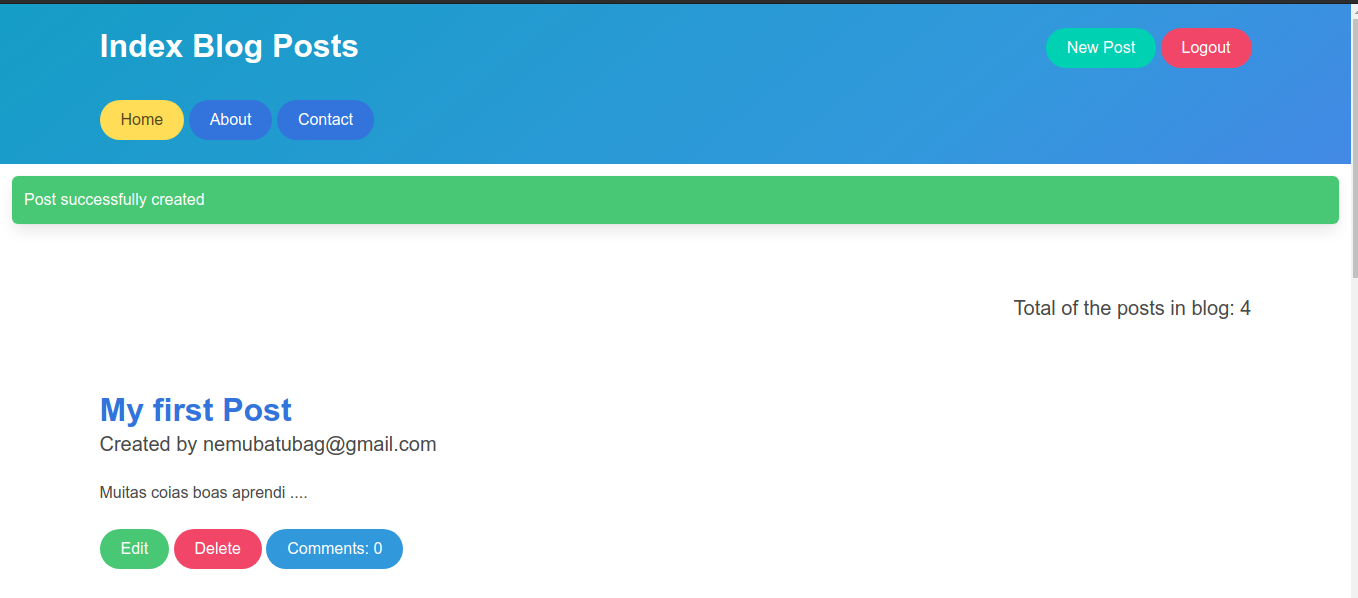 Index Blog Posts
New Post Logout
Home About Contact
Post successfully created
Total of the posts in blog: 4
My first Post
Created by nemubatubag@gmail.com
Muitas coias boas aprendi ....
Edit Delete Comments: 0